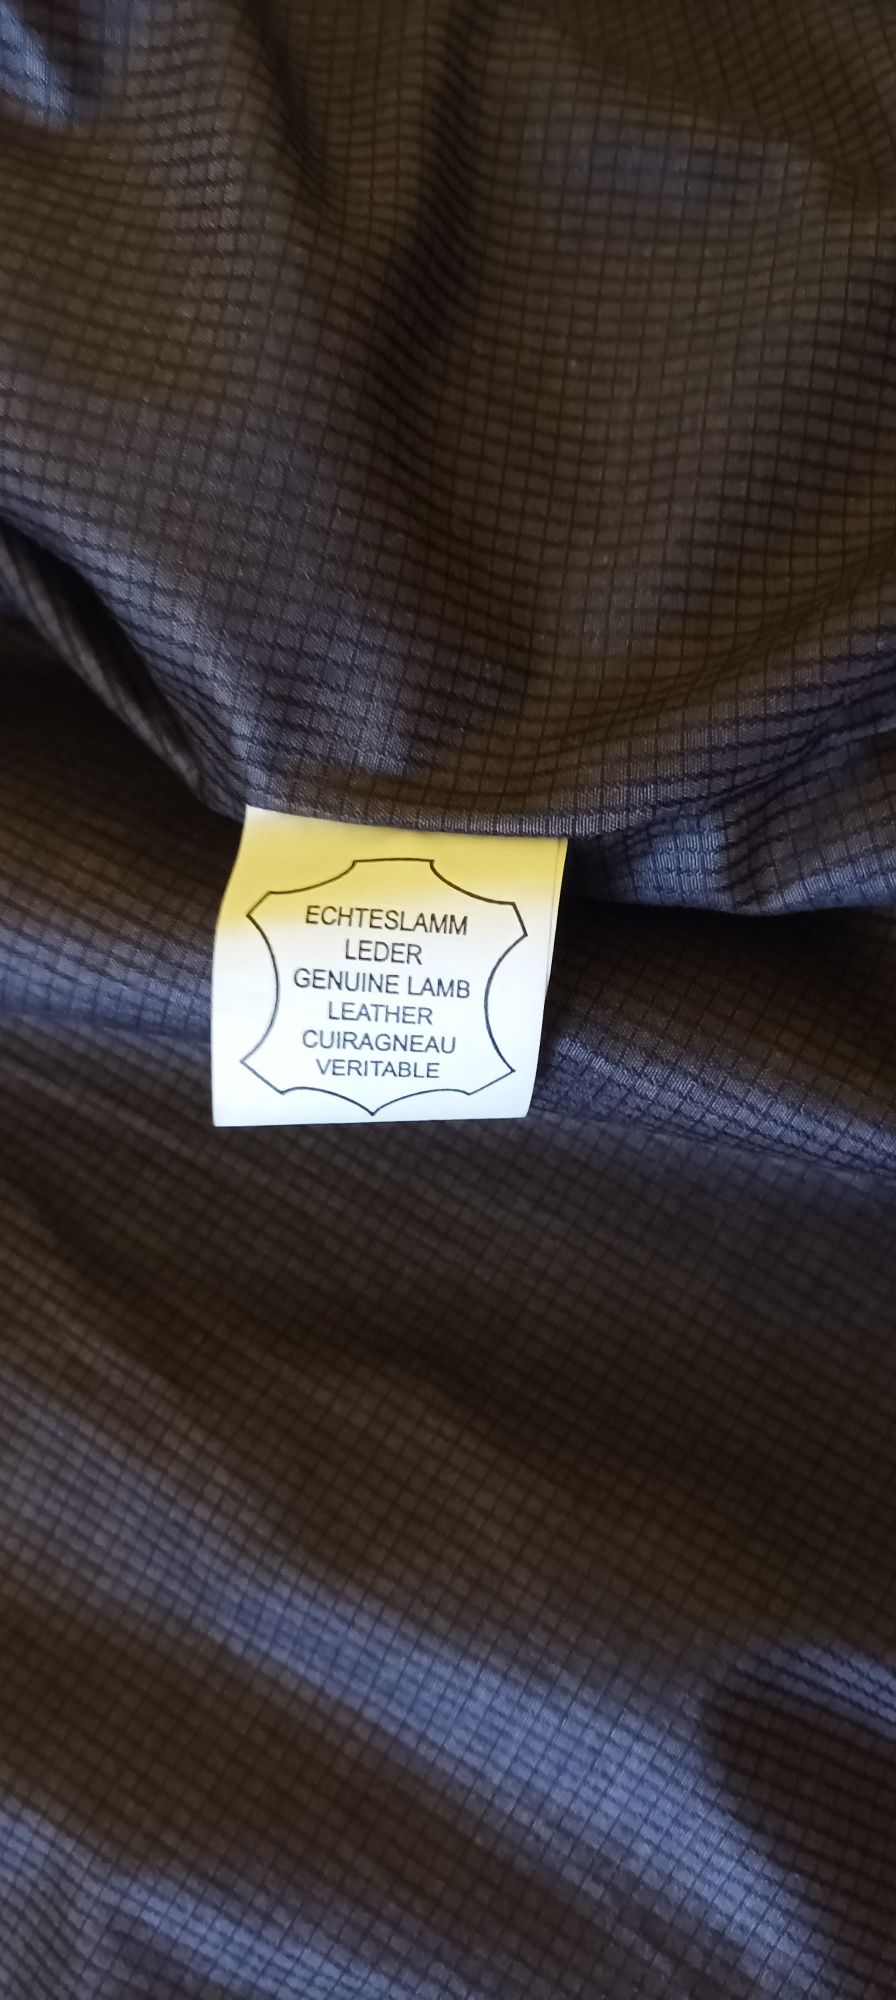 ECHTESLAMM
LEDER
GENUINE LAMB
LEATHER
CUIRAGNEAU
VERITABLE